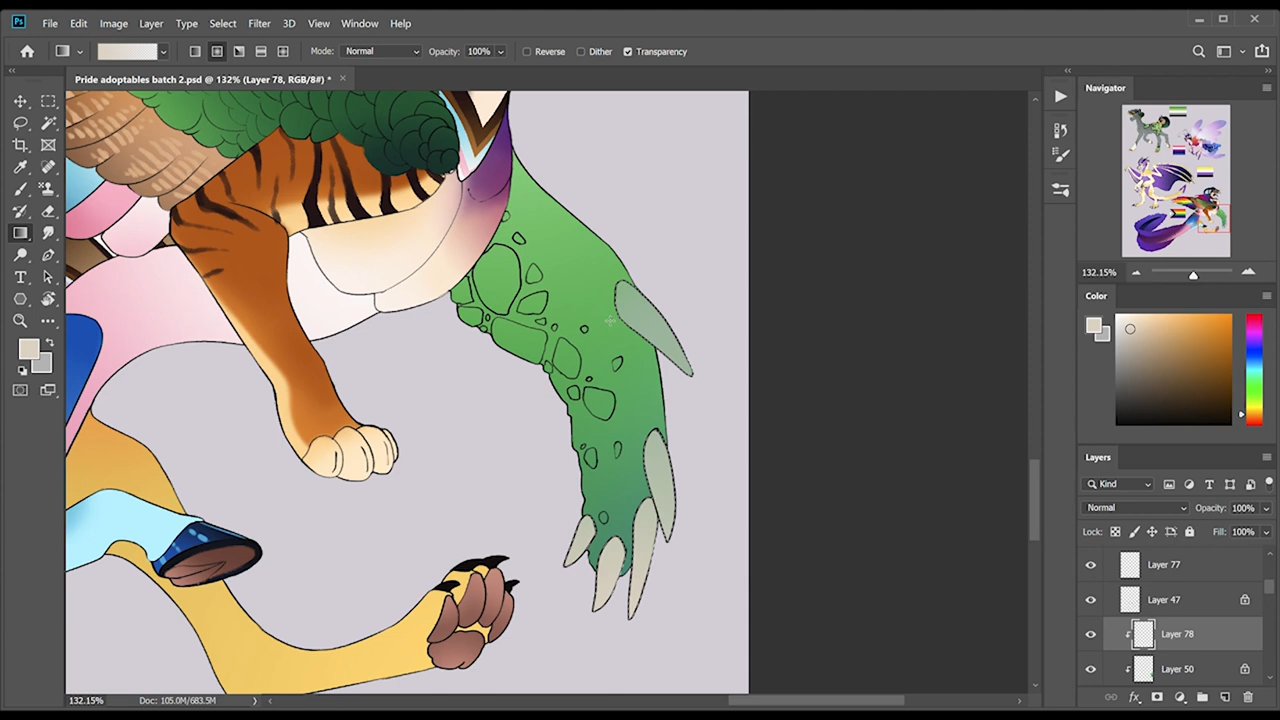 Ps File Edit Image Layer Type Select Filter 3D View Window Help
Mode: Normal Opacity: 100% Reverse Dither Transparency
Pride adoptables batch 2.psd @ 132% (Layer 78, RGB/8#) *
Navigator
132.15%
Color
Layers
Kind
Normal Opacity: 100%
Lock: Fill: 100%
Layer 77
Layer 47
Layer 78
Layer 50
132.15% Doc: 105.0M/683.5M